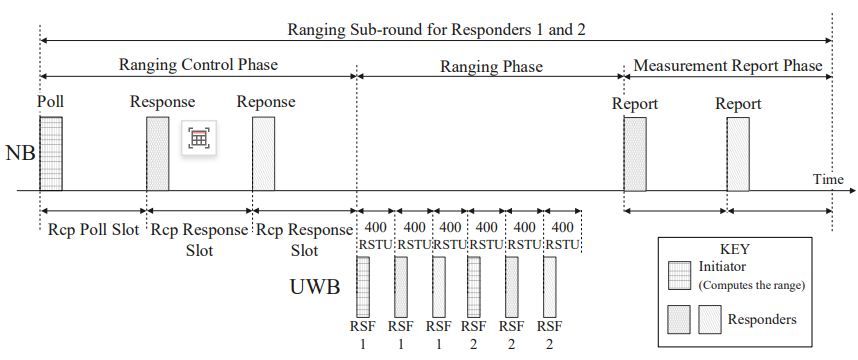 Ranging Sub-round for Responders 1 and 2
Ranging Control Phase
Ranging Phase
Measurement Report Phase
Poll
Response
Reponse
Report
Report
NB
Time
Rcp Poll Slot
Rcp Response
Slot
Rcp Response
Slot
400
RSTU
400
RSTU
400
RSTU
400
RSTU
400
RSTU
400
RSTU
UWB
RSF
1
RSF
1
RSF
1
RSF
2
RSF
2
RSF
2
KEY
Initiator
(Computes the range)
Responders